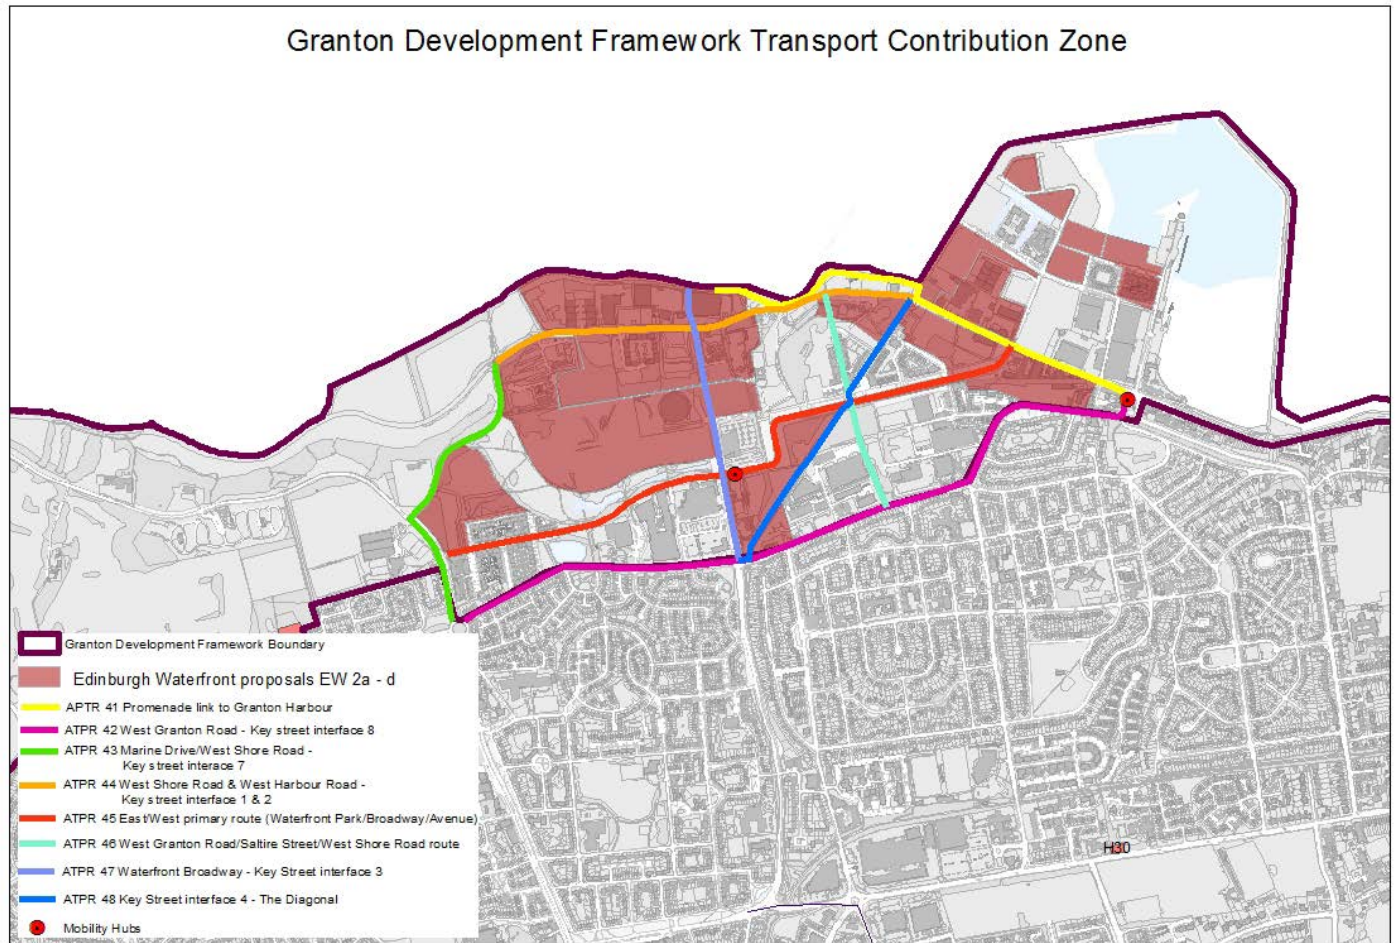 Granton Development Framework Transport Contribution Zone
H30
Granton Development Framework Boundary
Edinburgh Waterfront proposals EW 2a - d
APTR 41 Promenade link to Granton Harbour
ATPR 42 West Granton Road - Key street interface 8
ATPR 43 Marine Drive/West Shore Road -
Key street interace 7
ATPR 44 West Shore Road & West Harbour Road -
Key street interface 1 & 2
ATPR 45 East/West primary route (Waterfront Park/Broadway/Avenue)
ATPR 46 West Granton Road/Saltire Street/West Shore Road route
ATPR 47 Waterfront Broadway - Key Street interface 3
ATPR 48 Key Street interface 4 - The Diagonal
Mobility Hubs